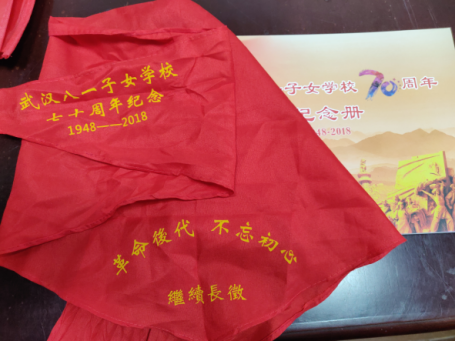 武汉八一子女学校
七十周年纪念
1948——2018
革命後代 不忘初心
繼續長徵
子女学校70周年
纪念册
48-2018